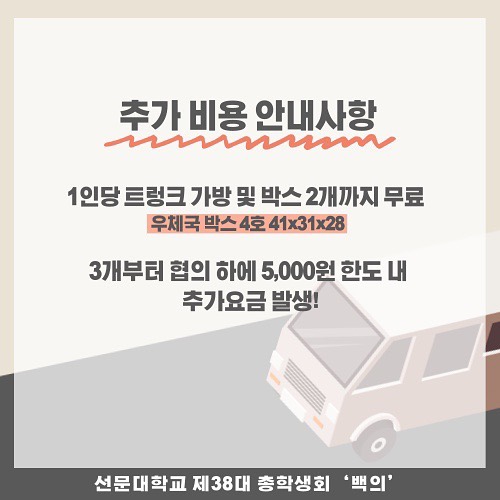 추가 비용 안내사항
1인당 트렁크 가방 및 박스 2개까지 무료
우체국 박스 4호 41x31x28
3개부터 협의 하에 5,000원 한도 내
추가요금 발생!
선문대학교 제38대 총학생회 ‘백의’